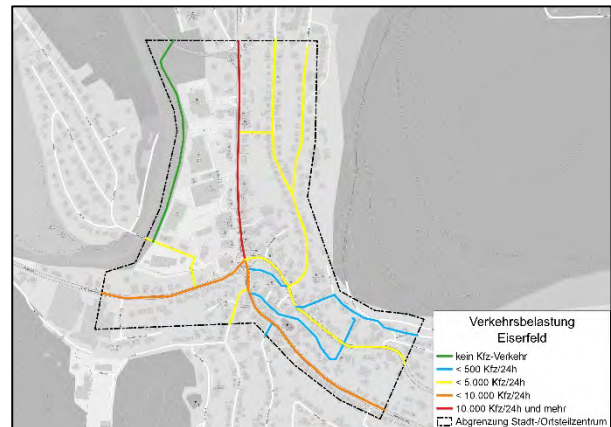 Verkehrsbelastung
Eiserfeld
kein Kfz-Verkehr
< 500 Kfz/24h
< 5.000 Kfz/24h
< 10.000 Kfz/24h
10.000 Kfz/24h und mehr
Abgrenzung Stadt-/Ortsteilzentrum